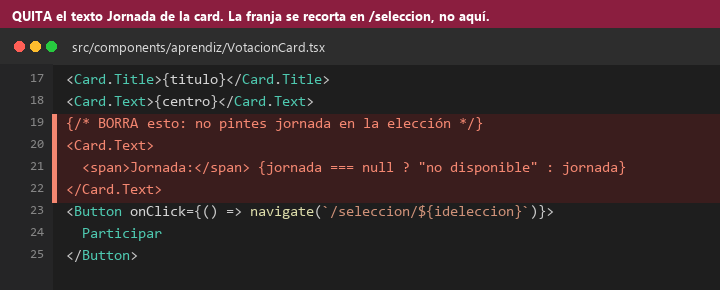 QUITA el texto Jornada de la card. La franja se recorta en /seleccion, no aquí.
src/components/aprendiz/VotacionCard.tsx
17 <Card.Title>{titulo}</Card.Title>
18 <Card.Text>{centro}</Card.Text>
19 {/* BORRA esto: no pintes jornada en la elección */}
20 <Card.Text>
21 <span>Jornada:</span> {jornada === null ? "no disponible" : jornada}
22 </Card.Text>
23 <Button onClick={() => navigate(`/seleccion/${ideleccion}`)}>
24 Participar
25 </Button>